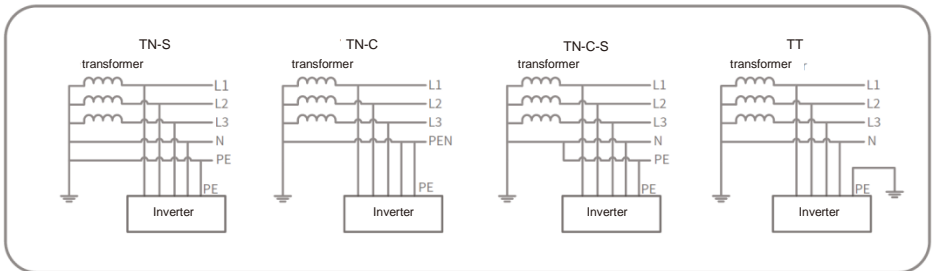 TN-S
transformer
L1
L2
L3
N
PE
PE
Inverter
TN-C
transformer
L1
L2
L3
PEN
PE
Inverter
TN-C-S
transformer
L1
L2
L3
N
PE
PE
Inverter
TT
transformer
L1
L2
L3
N
PE
Inverter